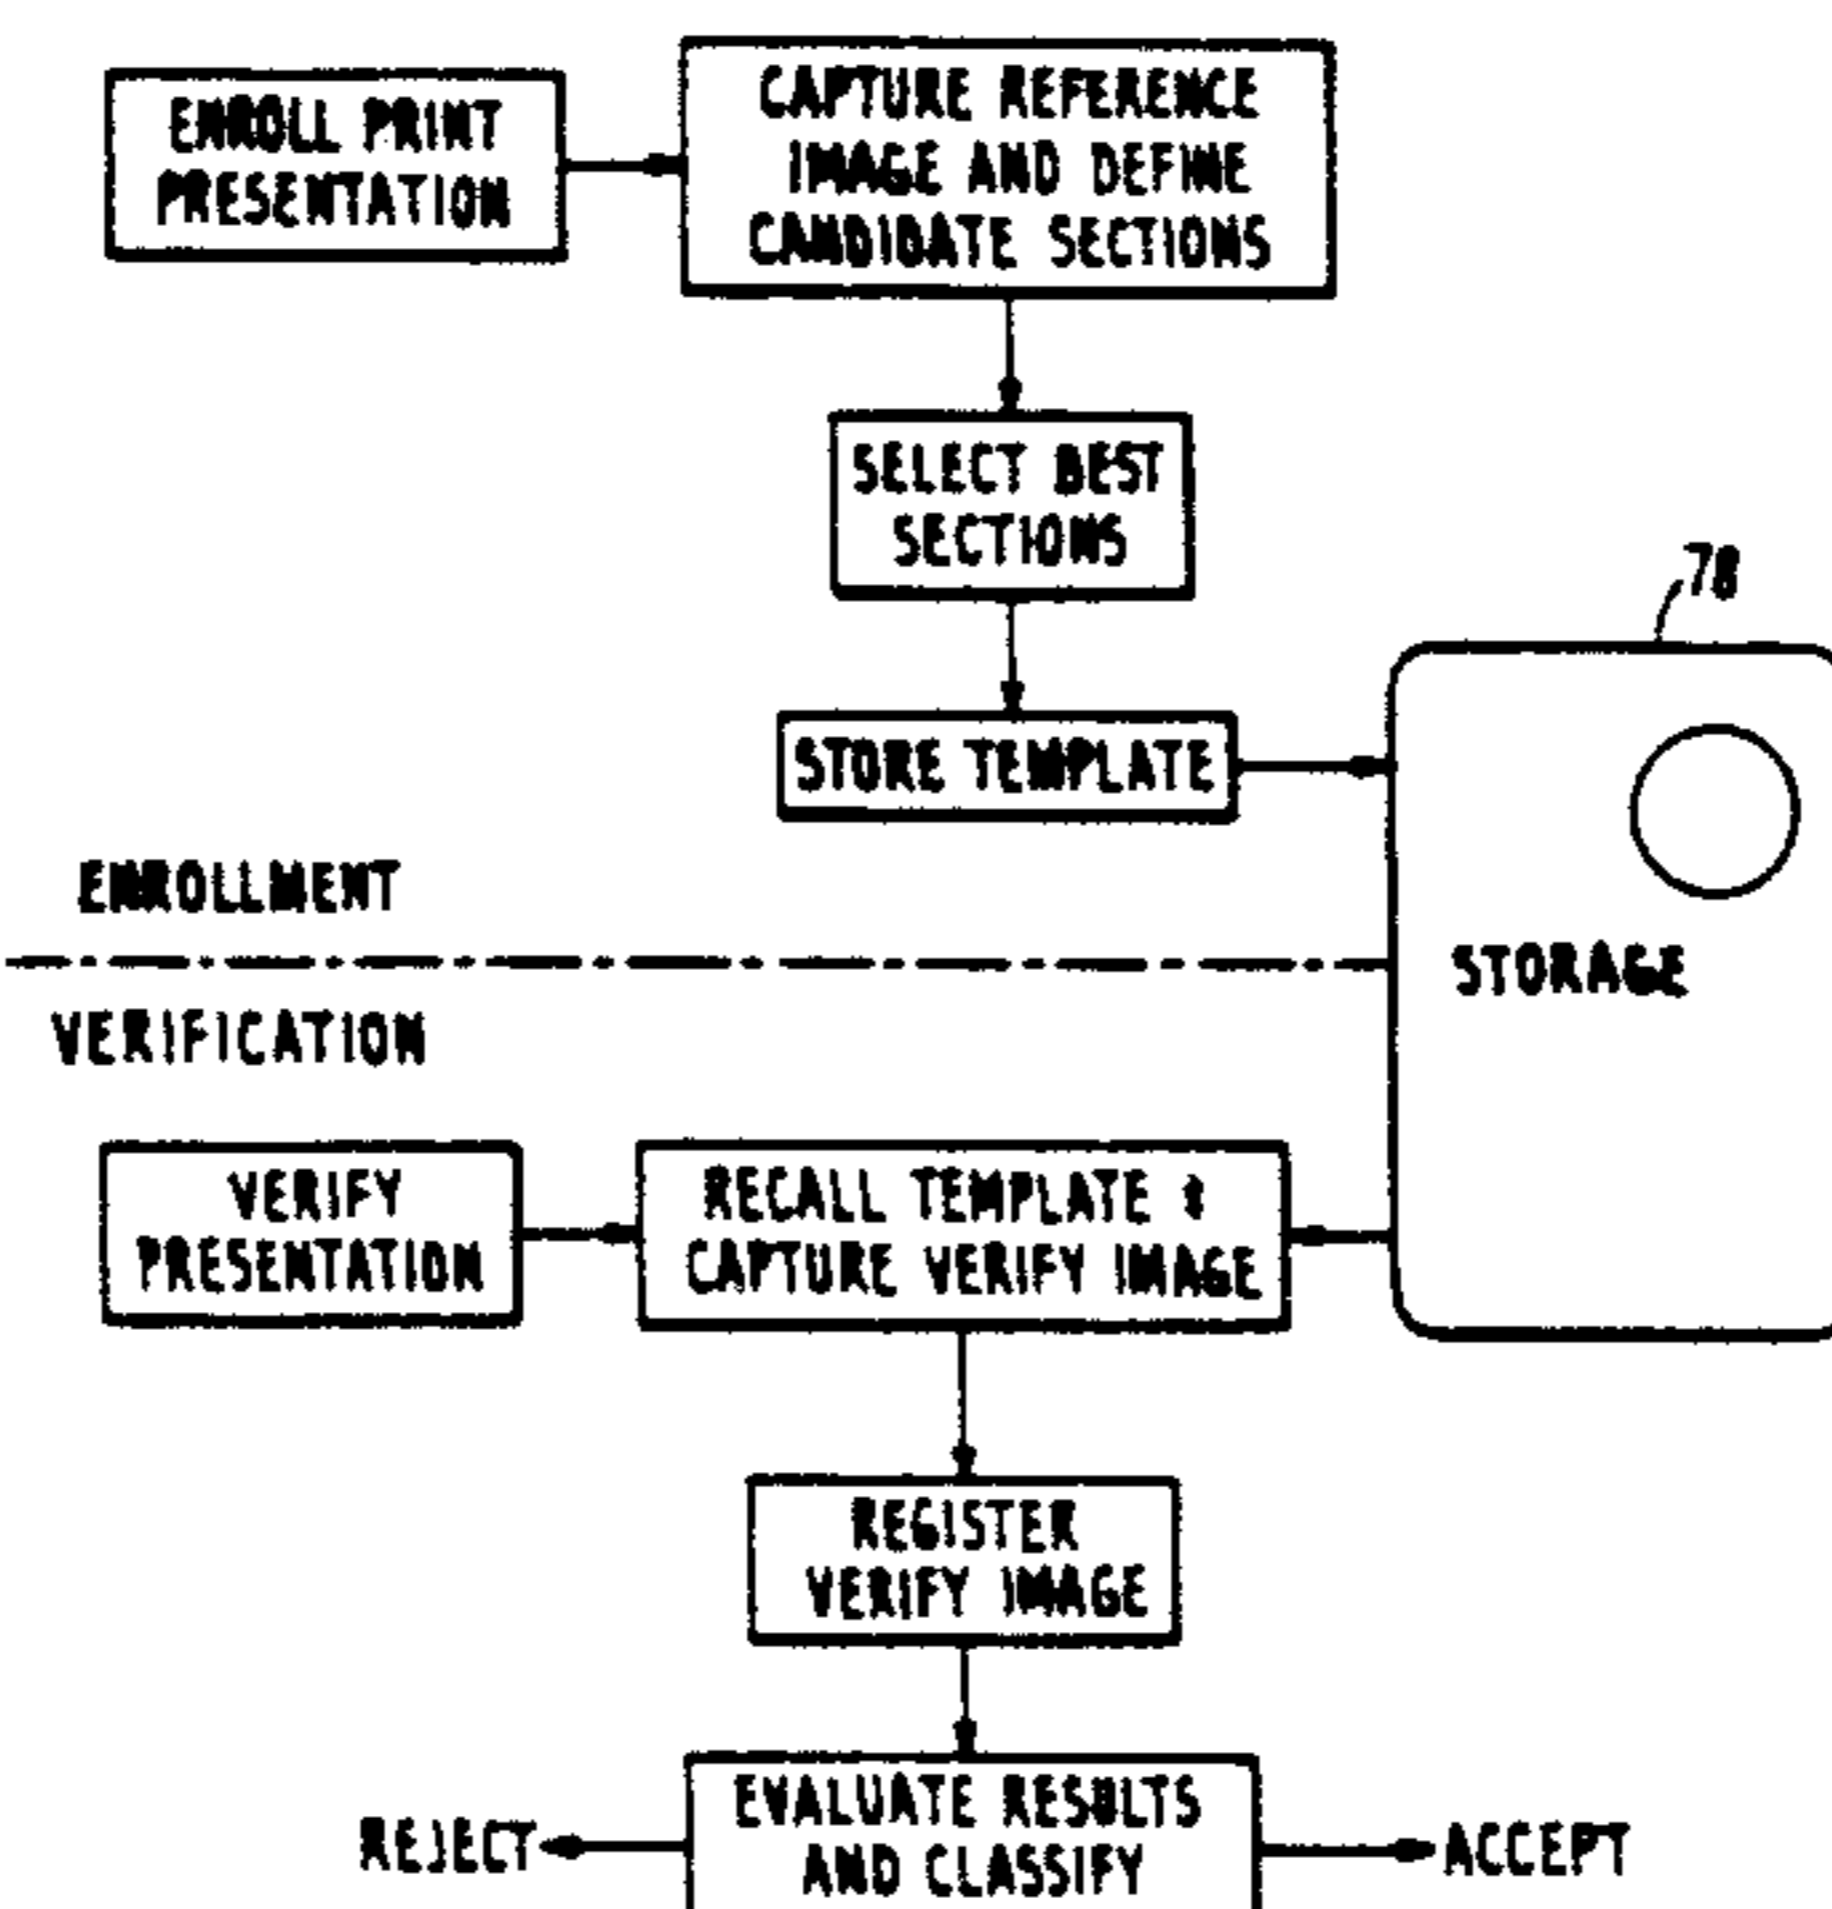 ENROLL PRINT
PRESENTATION
CAPTURE REFERENCE
IMAGE AND DEFINE
CANDIDATE SECTIONS
SELECT BEST
SECTIONS
78
STORE TEMPLATE
ENROLLMENT
STORAGE
VERIFICATION
VERIFY
PRESENTATION
RECALL TEMPLATE &
CAPTURE VERIFY IMAGE
REGISTER
VERIFY IMAGE
EVALUATE RESULTS
AND CLASSIFY
REJECT
ACCEPT